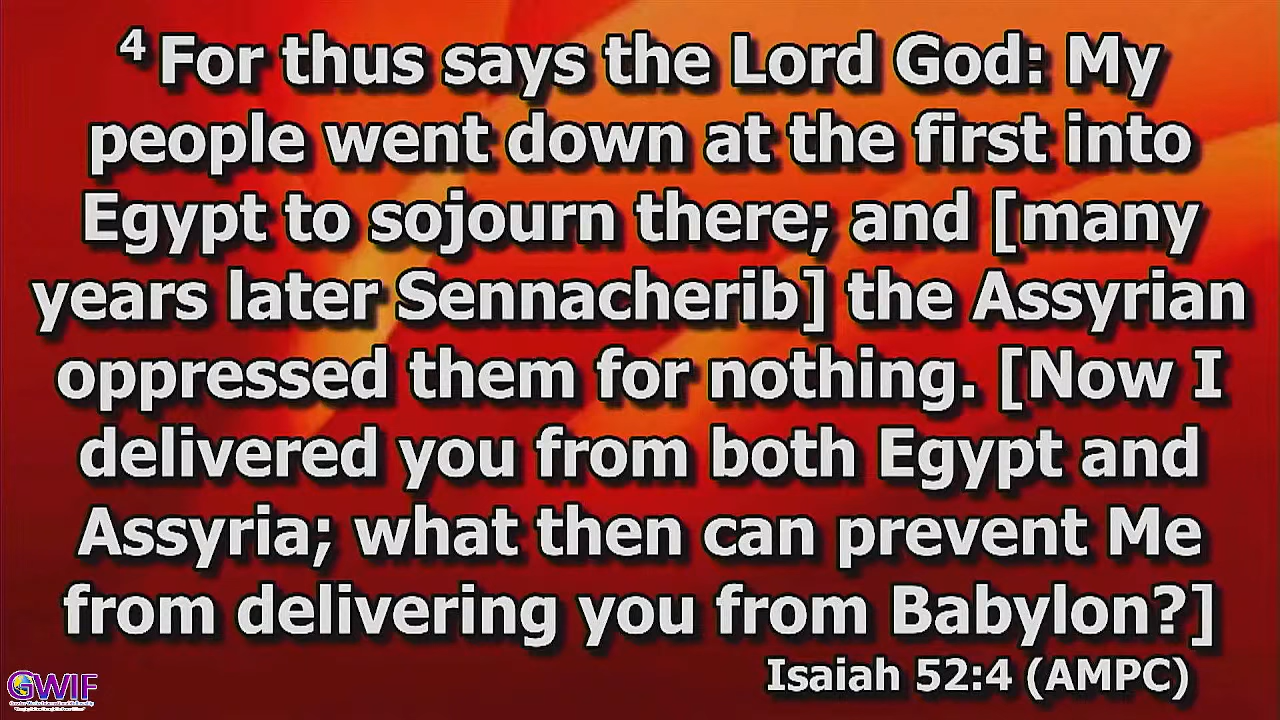 4 For thus says the Lord God: My
people went down at the first into
Egypt to sojourn there; and [many
years later Sennacherib] the Assyrian
oppressed them for nothing. [Now I
delivered you from both Egypt and
Assyria; what then can prevent Me
from delivering you from Babylon?]
Isaiah 52:4 (AMPC)
GWIF